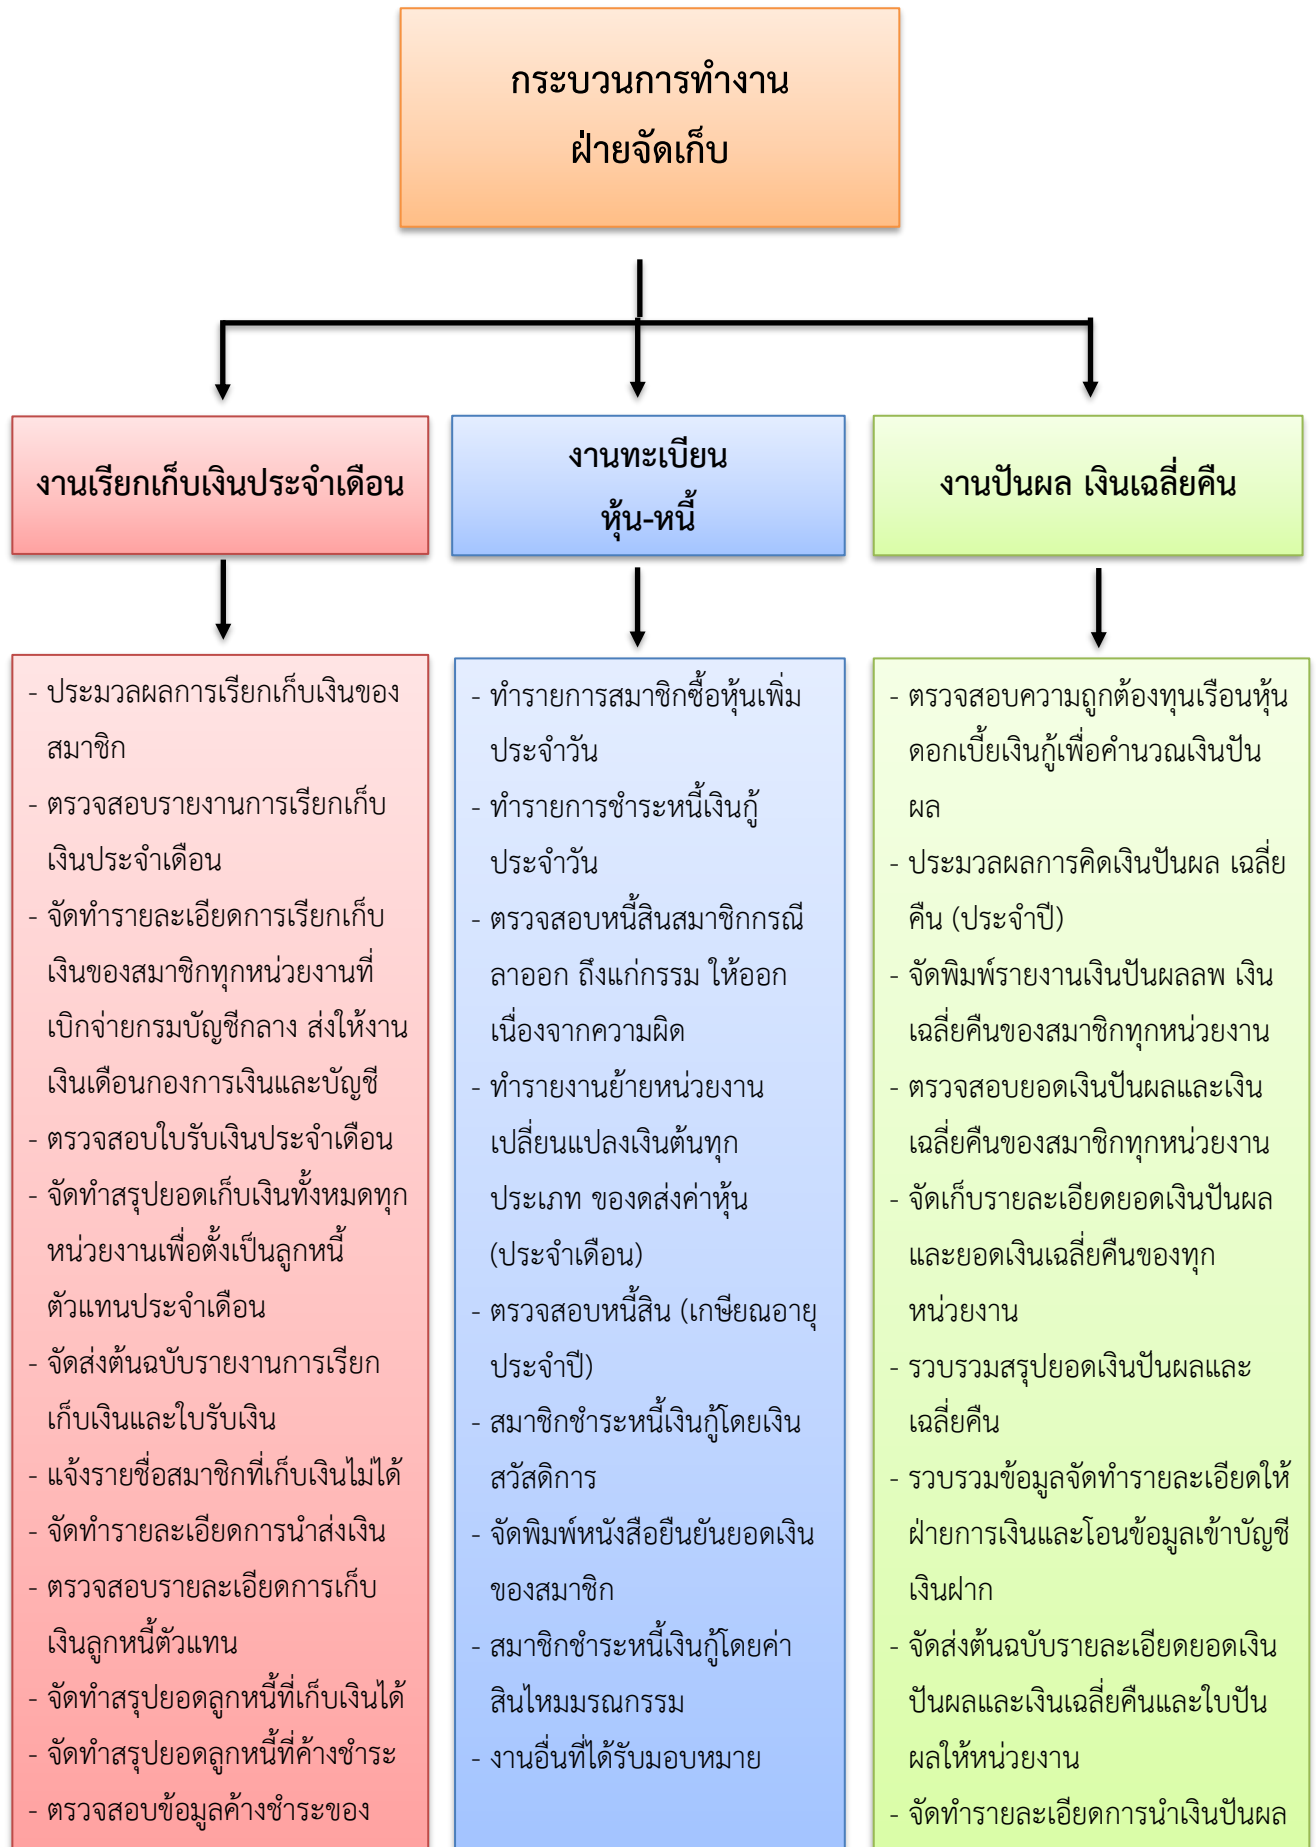 กระบวนการทำงาน
ฝ่ายจัดเก็บ
งานเรียกเก็บเงินประจำเดือน
งานทะเบียน
หุ้น-หนี้
งานปันผล เงินเฉลี่ยคืน
- ประมวลผลการเรียกเก็บเงินของ
สมาชิก
- ตรวจสอบรายงานการเรียกเก็บ
เงินประจำเดือน
- จัดทำรายละเอียดการเรียกเก็บ
เงินของสมาชิกทุกหน่วยงานที่
เบิกจ่ายกรมบัญชีกลาง ส่งให้งาน
เงินเดือนกองการเงินและบัญชี
- ตรวจสอบใบรับเงินประจำเดือน
- จัดทำสรุปยอดเก็บเงินทั้งหมดทุก
หน่วยงานเพื่อตั้งเป็นลูกหนี้
ตัวแทนประจำเดือน
- จัดส่งต้นฉบับรายงานการเรียก
เก็บเงินและใบรับเงิน
- แจ้งรายชื่อสมาชิกที่เก็บเงินไม่ได้
- จัดทำรายละเอียดการนำส่งเงิน
- ตรวจสอบรายละเอียดการเก็บ
เงินลูกหนี้ตัวแทน
- จัดทำสรุปยอดลูกหนี้ที่เก็บเงินได้
- จัดทำสรุปยอดลูกหนี้ที่ค้างชำระ
- ตรวจสอบข้อมูลค้างชำระของ
- ทำรายการสมาชิกซื้อหุ้นเพิ่ม
ประจำวัน
- ทำรายการชำระหนี้เงินกู้
ประจำวัน
- ตรวจสอบหนี้สินสมาชิกกรณี
ลาออก ถึงแก่กรรม ให้ออก
เนื่องจากความผิด
- ทำรายงานย้ายหน่วยงาน
เปลี่ยนแปลงเงินต้นทุก
ประเภท ของดส่งค่าหุ้น
(ประจำเดือน)
- ตรวจสอบหนี้สิน (เกษียณอายุ
ประจำปี)
- สมาชิกชำระหนี้เงินกู้โดยเงิน
สวัสดิการ
- จัดพิมพ์หนังสือยืนยันยอดเงิน
ของสมาชิก
- สมาชิกชำระหนี้เงินกู้โดยค่า
สินไหมมรณกรรม
- งานอื่นที่ได้รับมอบหมาย
- ตรวจสอบความถูกต้องทุนเรือนหุ้น
ดอกเบี้ยเงินกู้เพื่อคำนวณเงินปัน
ผล
- ประมวลผลการคิดเงินปันผล เฉลี่ย
คืน (ประจำปี)
- จัดพิมพ์รายงานเงินปันผลลพ เงิน
เฉลี่ยคืนของสมาชิกทุกหน่วยงาน
- ตรวจสอบยอดเงินปันผลและเงิน
เฉลี่ยคืนของสมาชิกทุกหน่วยงาน
- จัดเก็บรายละเอียดยอดเงินปันผล
และยอดเงินเฉลี่ยคืนของทุก
หน่วยงาน
- รวบรวมสรุปยอดเงินปันผลและ
เฉลี่ยคืน
- รวบรวมข้อมูลจัดทำรายละเอียดให้
ฝ่ายการเงินและโอนข้อมูลเข้าบัญชี
เงินฝาก
- จัดส่งต้นฉบับรายละเอียดยอดเงิน
ปันผลและเงินเฉลี่ยคืนและใบปัน
ผลให้หน่วยงาน
- จัดทำรายละเอียดการนำเงินปันผล